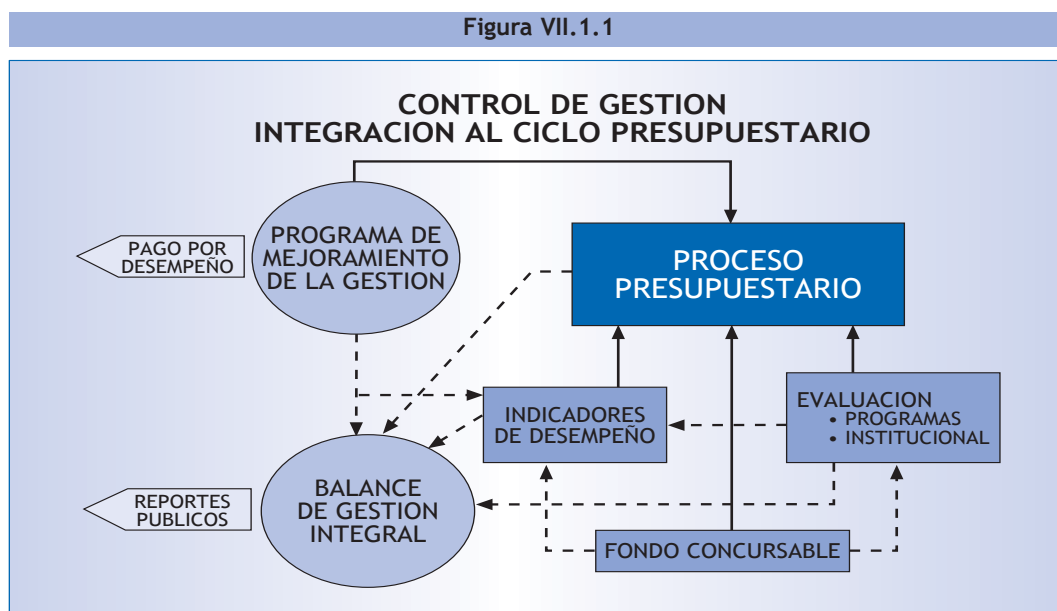 Figura VII.1.1
CONTROL DE GESTION
INTEGRACION AL CICLO PRESUPUESTARIO
PAGO POR
DESEMPEÑO
PROGRAMA DE
MEJORAMIENTO
DE LA GESTION
PROCESO
PRESUPUESTARIO
INDICADORES
DE DESEMPEÑO
EVALUACION
• PROGRAMAS
• INSTITUCIONAL
REPORTES
PUBLICOS
BALANCE
DE GESTION
INTEGRAL
FONDO CONCURSABLE